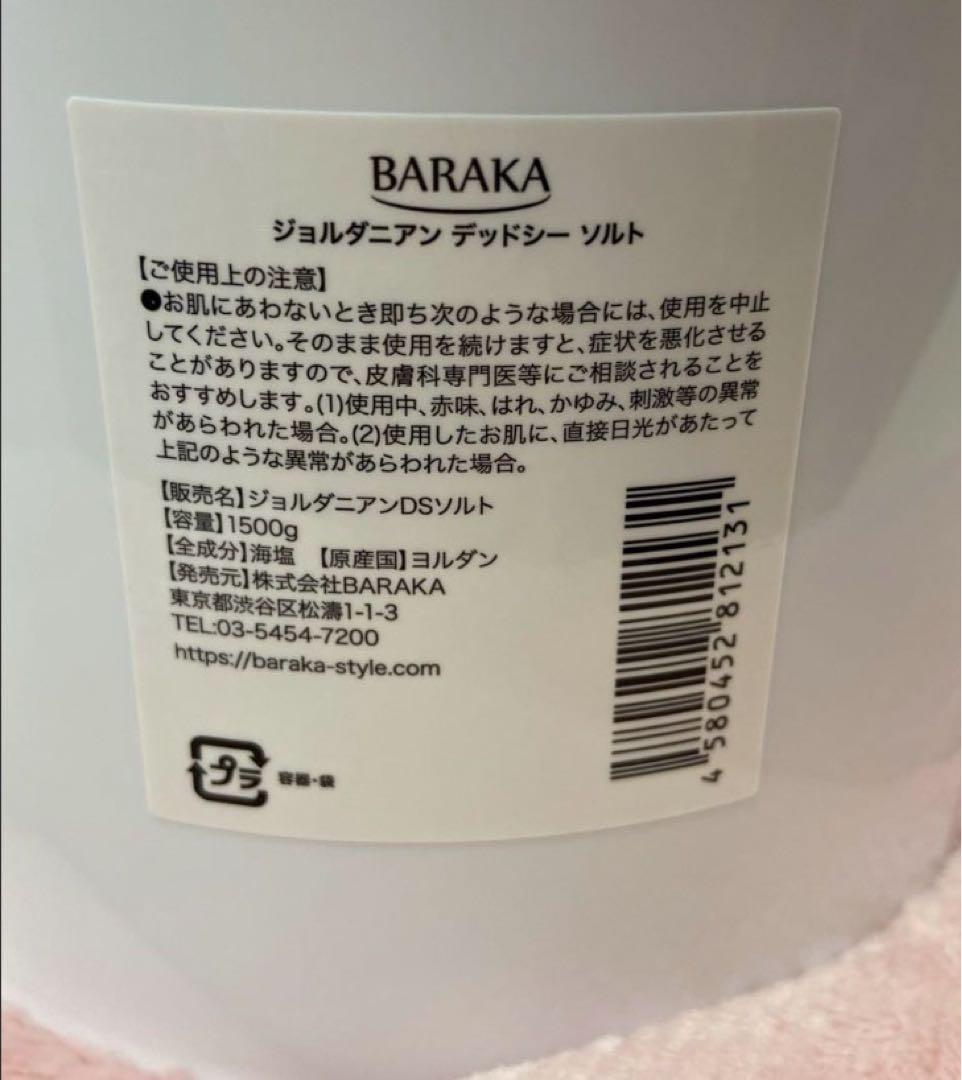 BARAKA
ジョルダニアン デッドシー ソルト
【ご使用上の注意】
●お肌にあわないとき即ち次のような場合には、使用を中止
してください。そのまま使用を続けますと、症状を悪化させる
ことがありますので、皮膚科専門医等にご相談されることを
おすすめします。(1)使用中、赤味、はれ、かゆみ、刺激等の異常
があらわれた場合。(2)使用したお肌に、直接日光があたって
上記のような異常があらわれた場合。
【販売名】ジョルダニアンDSソルト
【容量】1500g
【全成分】海塩 【原産国】ヨルダン
【発売元】株式会社BARAKA
東京都渋谷区松濤1-1-3
TEL:03-5454-7200
https://baraka-style.com
プラ 容器・袋
4 580452 812131